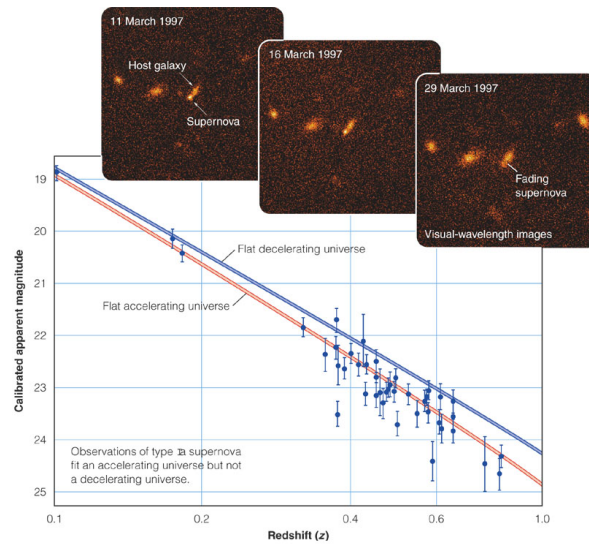 11 March 1997
Host galaxy
Supernova
16 March 1997
29 March 1997
Fading
supernova
Visual-wavelength images
19
20
21
22
23
24
25
Calibrated apparent magnitude
Flat decelerating universe
Flat accelerating universe
Observations of type Ia supernova
fit an accelerating universe but not
a decelerating universe.
0.1
0.2
0.4
0.6
1.0
Redshift (z)